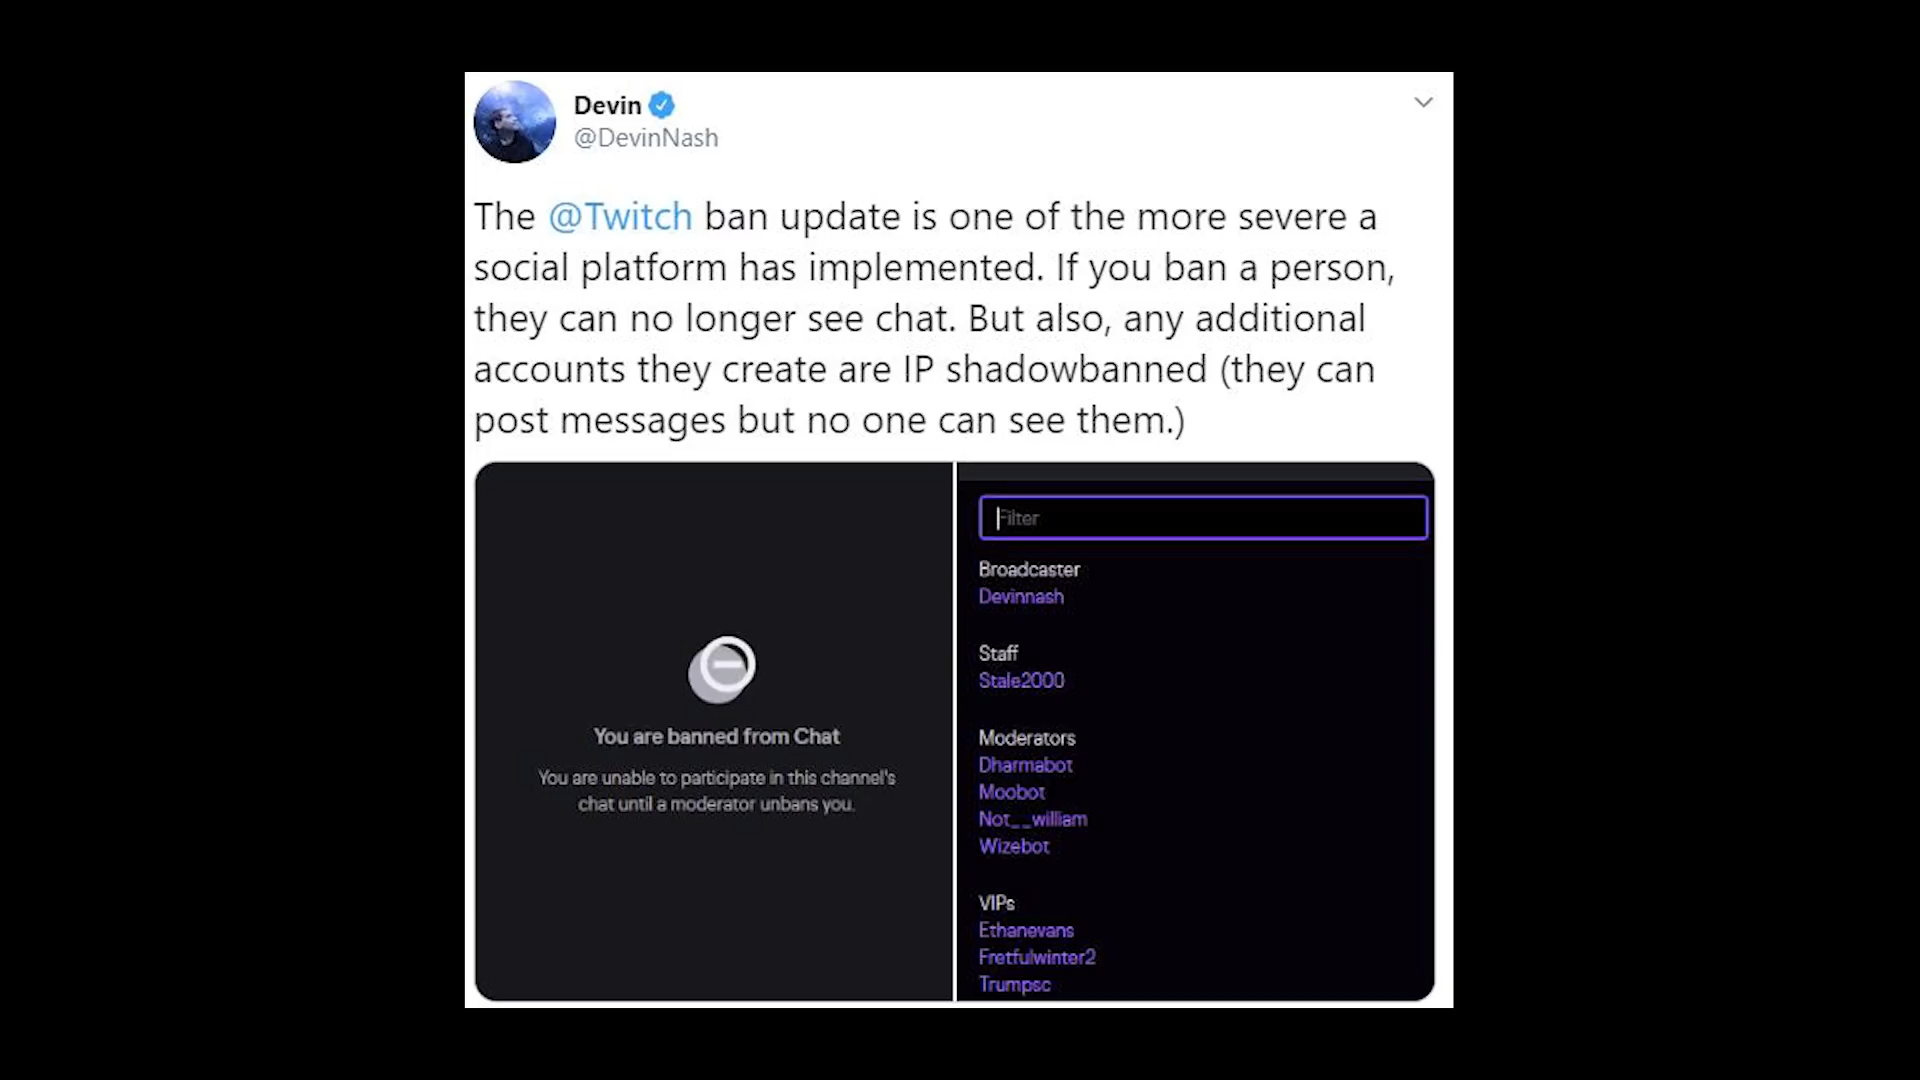 Devin
@DevinNash
The @Twitch ban update is one of the more severe a
social platform has implemented. If you ban a person,
they can no longer see chat. But also, any additional
accounts they create are IP shadowbanned (they can
post messages but no one can see them.)
You are banned from Chat
You are unable to participate in this channel's
chat until a moderator unbans you.
Filter
Broadcaster
Devinnash
Staff
Stale2000
Moderators
Dharmabot
Moobot
Not__william
Wizebot
VIPs
Ethanevans
Fretfulwinter2
Trumpsc